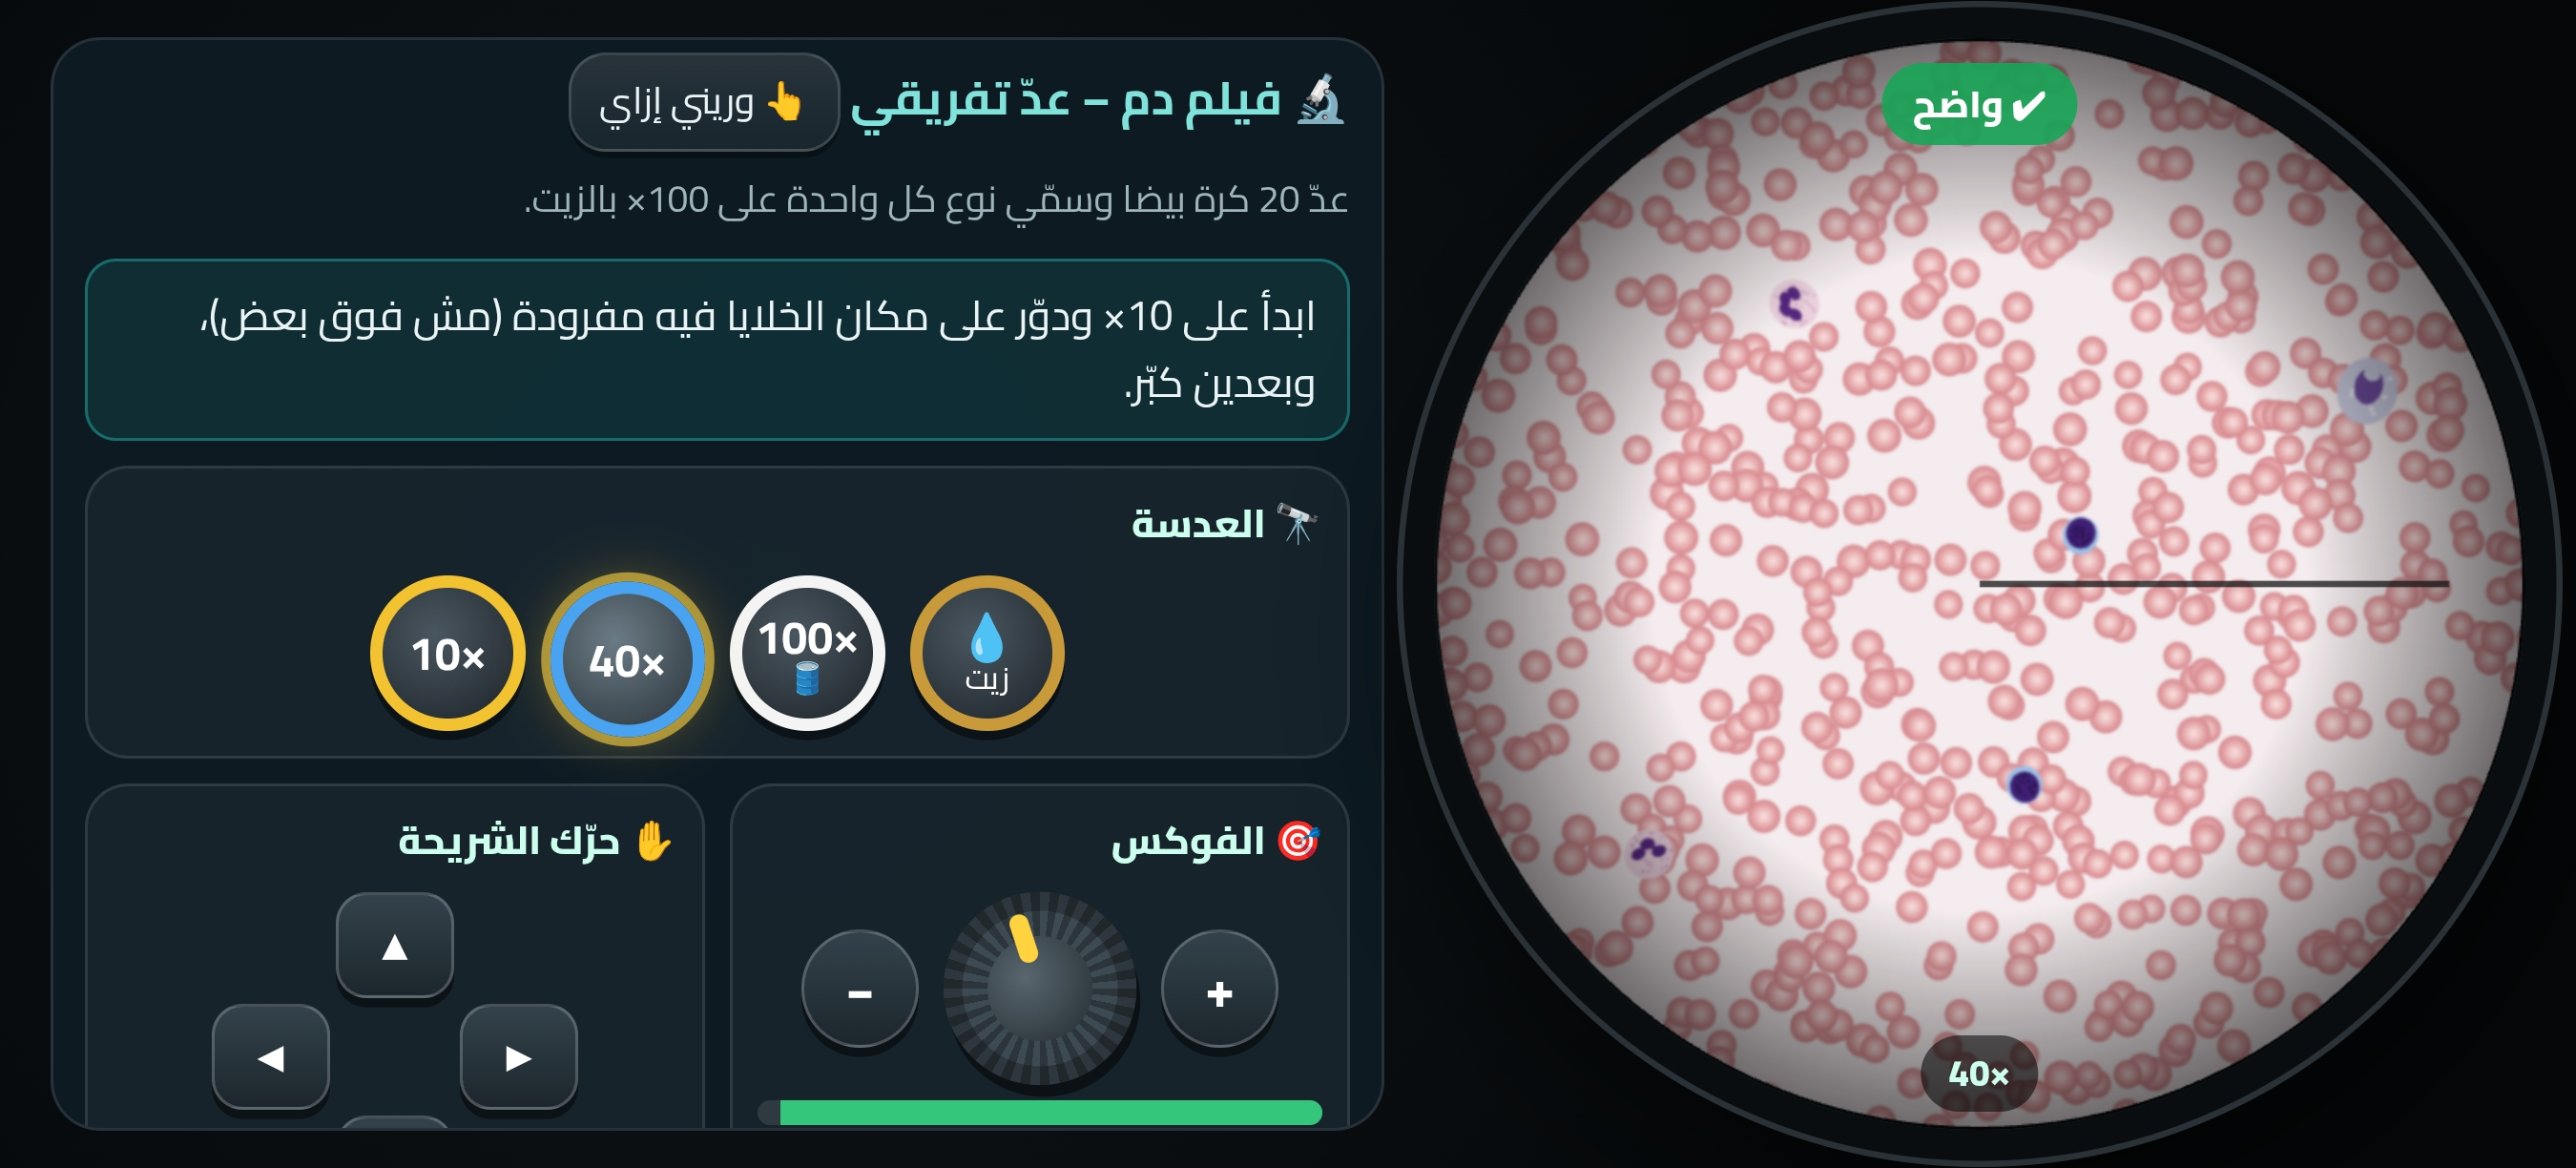 🔬 فيلم دم – عدّ تفريقي
👆 وريني إزاي
عدّ 20 كرة بيضا وسمّي نوع كل واحدة على 100× بالزيت.
ابدأ على 10× ودوّر على مكان الخلايا فيه مفرودة (مش فوق بعض)،
وبعدين كبّر.
🔭 العدسة
10×
40×
100×
🛢️
💧
زيت
🎯 الفوكس
– +
✋ حرّك الشريحة
▲
◀ ▶
✔ واضح
40×